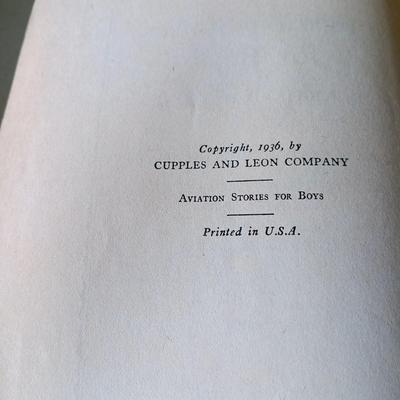 Copyright, 1936, by
CUPPLES AND LEON COMPANY
AVIATION STORIES FOR BOYS
Printed in U.S.A.